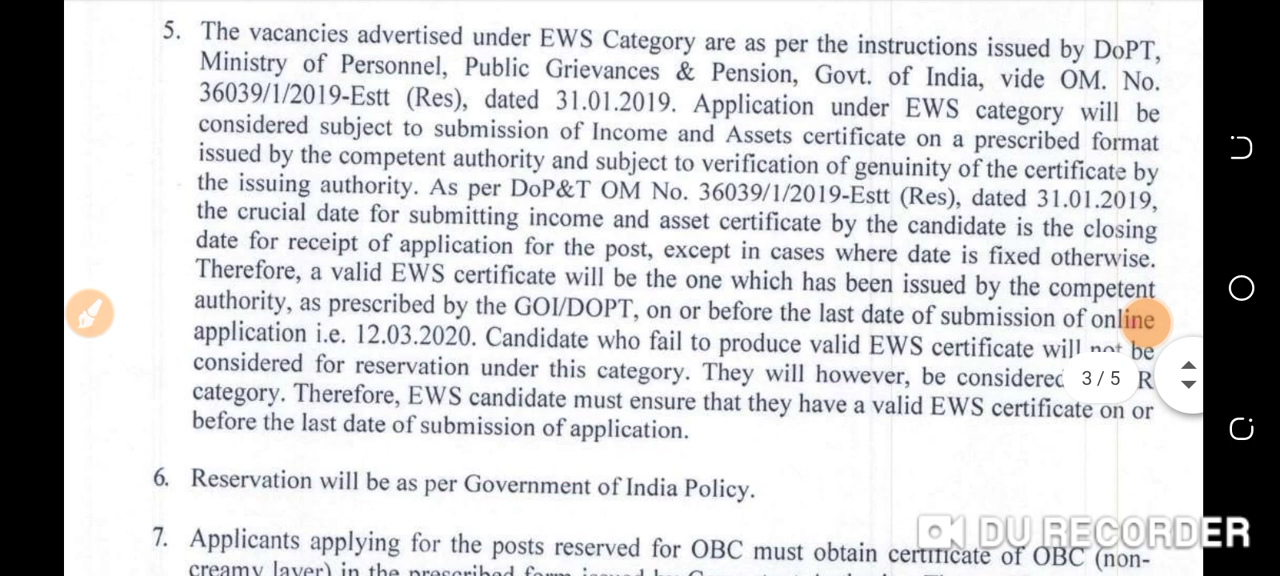 5. The vacancies advertised under EWS Category are as per the instructions issued by DoPT,
Ministry of Personnel, Public Grievances & Pension, Govt. of India, vide OM. No.
36039/1/2019-Estt (Res), dated 31.01.2019. Application under EWS category will be
considered subject to submission of Income and Assets certificate on a prescribed format
issued by the competent authority and subject to verification of genuinity of the certificate by
the issuing authority. As per DoP&T OM No. 36039/1/2019-Estt (Res), dated 31.01.2019,
the crucial date for submitting income and asset certificate by the candidate is the closing
date for receipt of application for the post, except in cases where date is fixed otherwise.
Therefore, a valid EWS certificate will be the one which has been issued by the competent
authority, as prescribed by the GOI/DOPT, on or before the last date of submission of online
application i.e. 12.03.2020. Candidate who fail to produce valid EWS certificate will not be
considered for reservation under this category. They will however, be considered R
3 / 5
category. Therefore, EWS candidate must ensure that they have a valid EWS certificate on or
before the last date of submission of application.
6. Reservation will be as per Government of India Policy.
7. Applicants applying for the posts reserved for OBC must obtain certificate of OBC (non-
DU RECORDER
creamy layer) in the prescribed form issued by